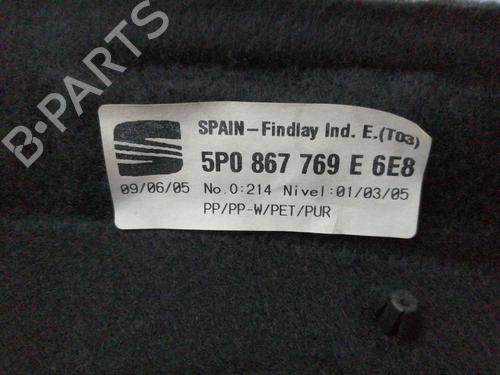 B-PARTS
SPAIN-Findlay Ind. E.(T03)
5P0 867 769 E 6E8
09/06/05 No.0:214 Nivel:01/03/05
PP/PP-W/PET/PUR